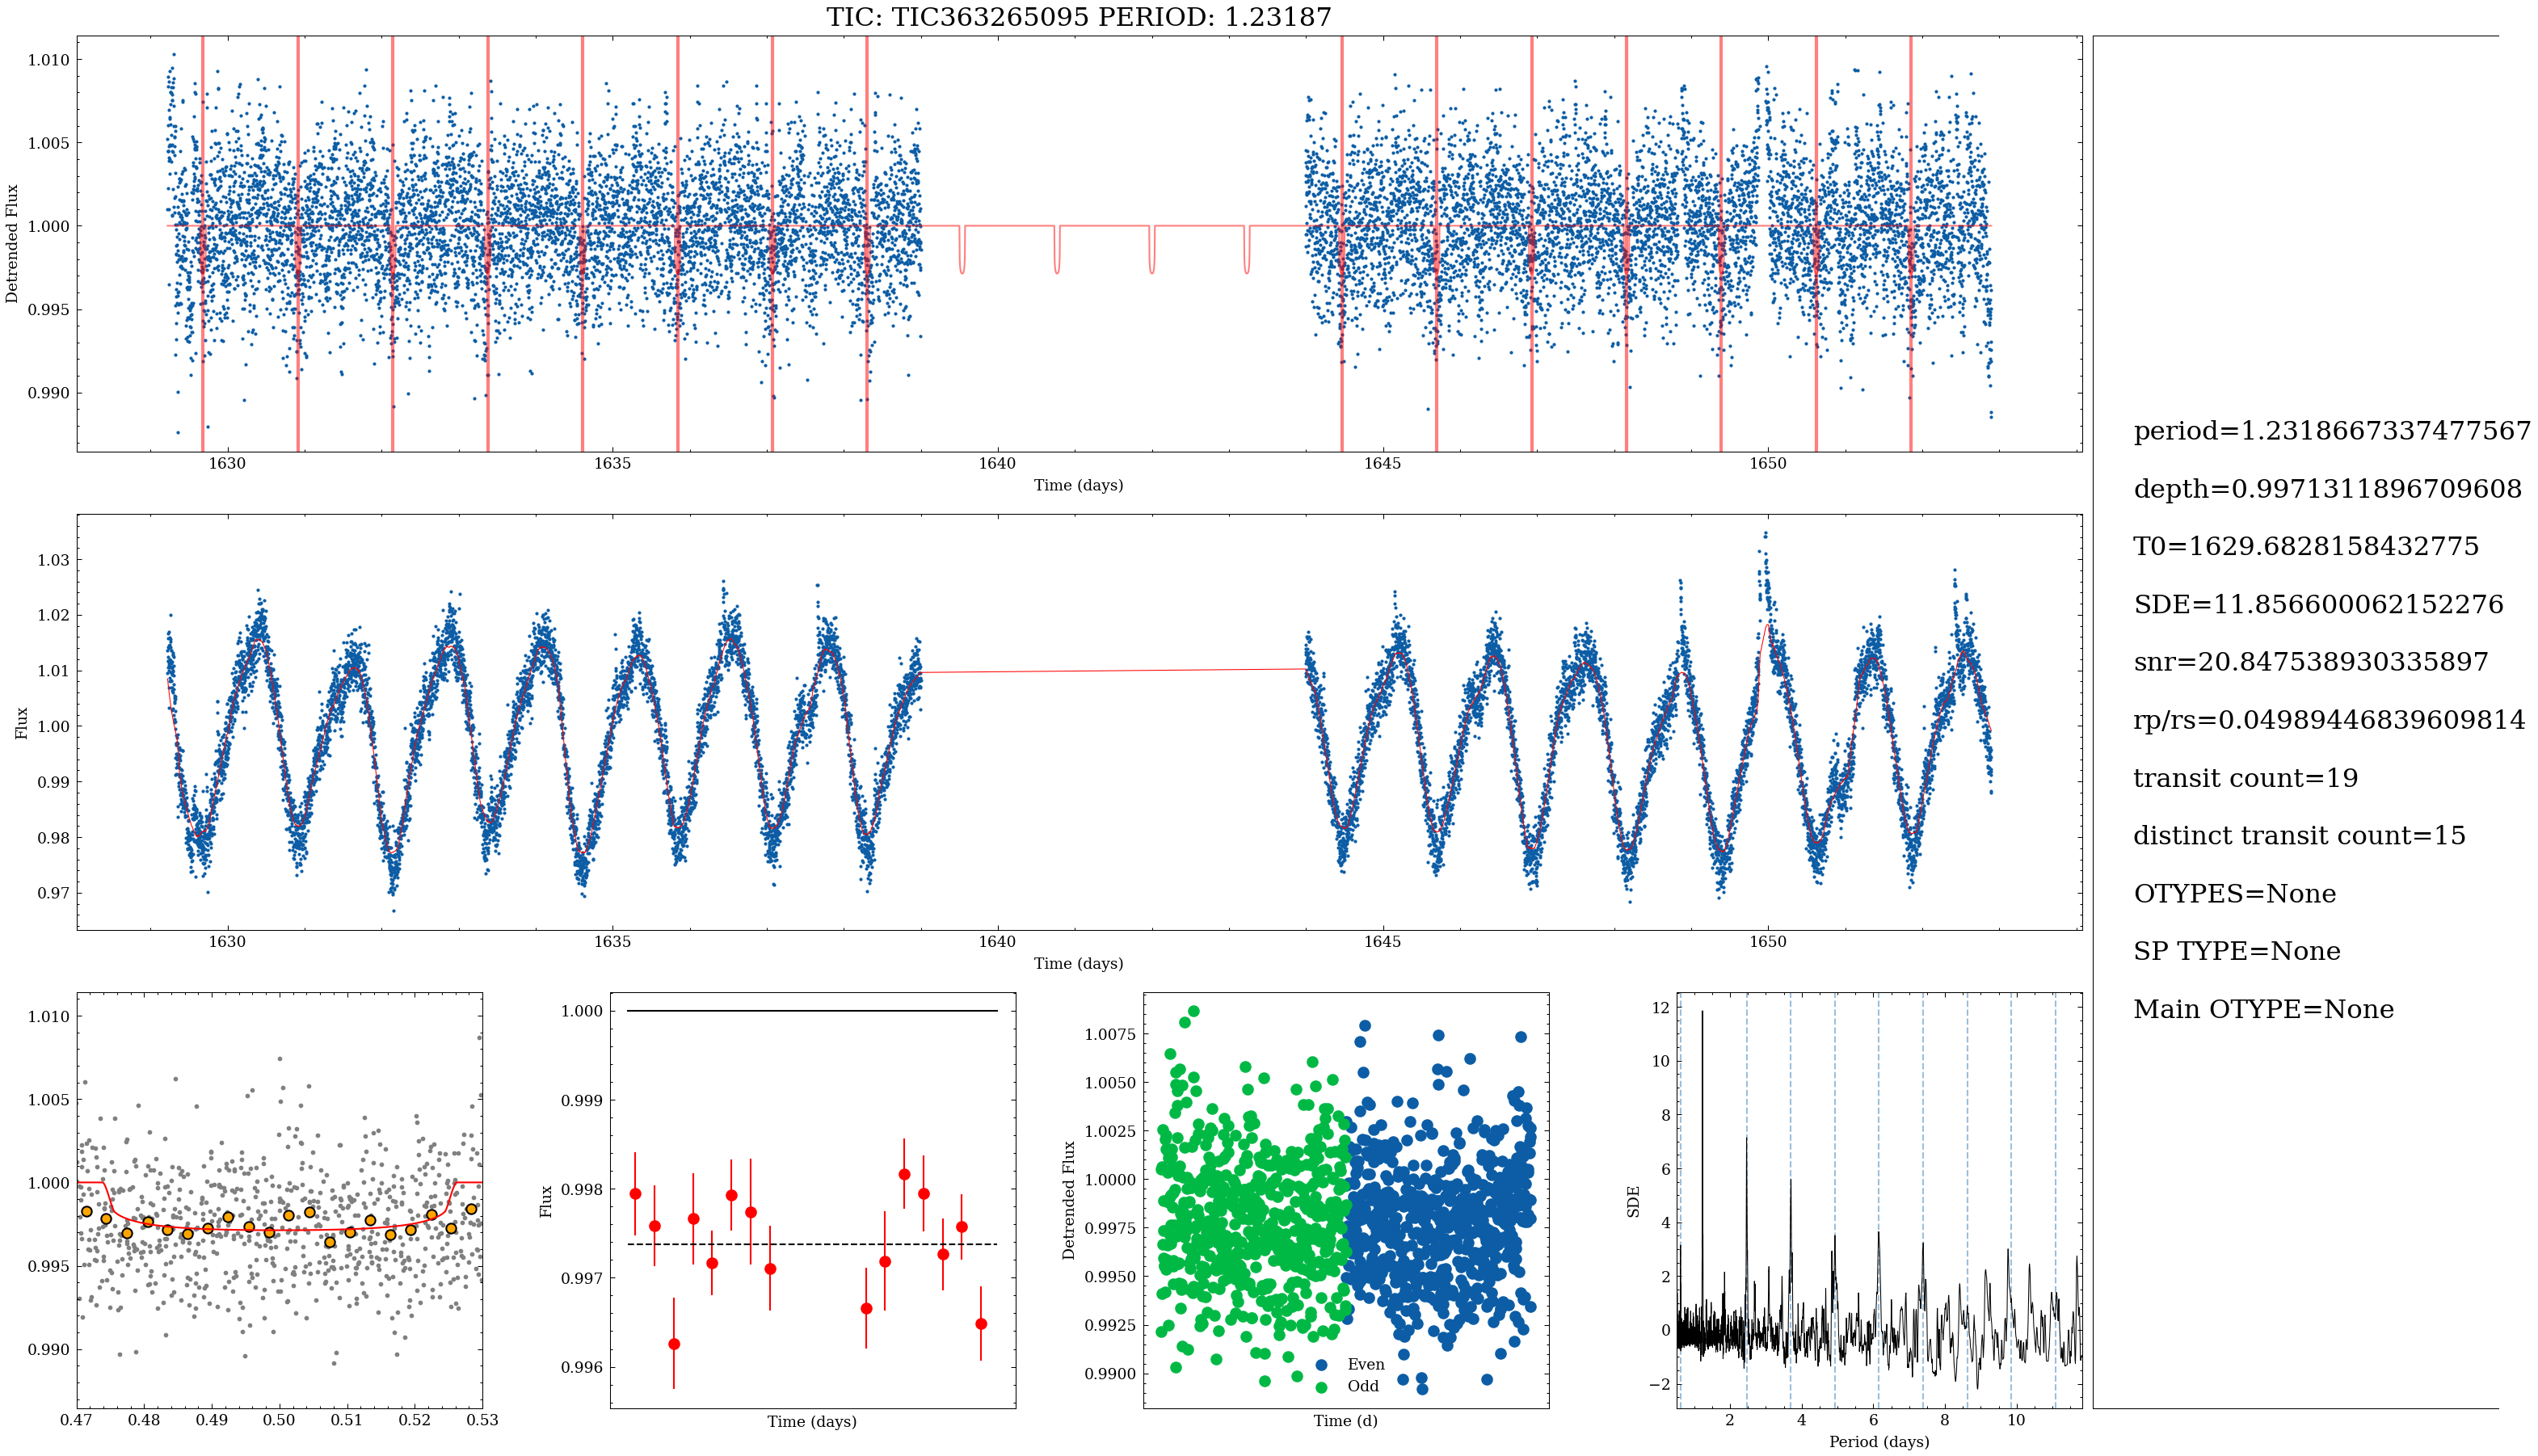 TIC: TIC363265095 PERIOD: 1.23187
1.010
1.005
1.000
0.995
0.990
Detrended Flux
1630
1635
1640
1645
1650
Time (days)
1.03
1.02
1.01
1.00
0.99
0.98
0.97
Flux
1630
1635
1640
1645
1650
Time (days)
period=1.2318667337477567
depth=0.9971311896709608
T0=1629.6828158432775
SDE=11.856600062152276
snr=20.847538930335897
rp/rs=0.04989446839609814
transit count=19
distinct transit count=15
OTYPES=None
SP TYPE=None
Main OTYPE=None
1.010
1.005
1.000
0.995
0.990
0.47
0.48
0.49
0.50
0.51
0.52
0.53
1.000
0.999
0.998
0.997
0.996
Flux
Time (days)
1.0075
1.0050
1.0025
1.0000
0.9975
0.9950
0.9925
0.9900
Detrended Flux
Even
Odd
Time (d)
12
10
8
6
4
2
0
−2
SDE
2
4
6
8
10
Period (days)